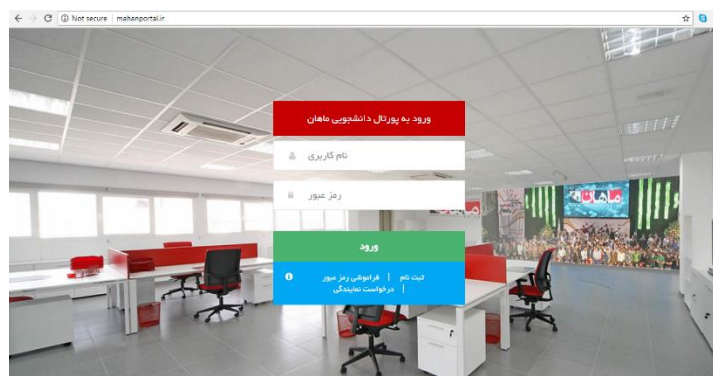 Not secure | mahanportal.ir
ورود به پورتال دانشجویی ماهان
نام کاربری
رمز عبور
ماهان
ورود
ثبت نام | فراموشی رمز عبور
| درخواست نمایندگی